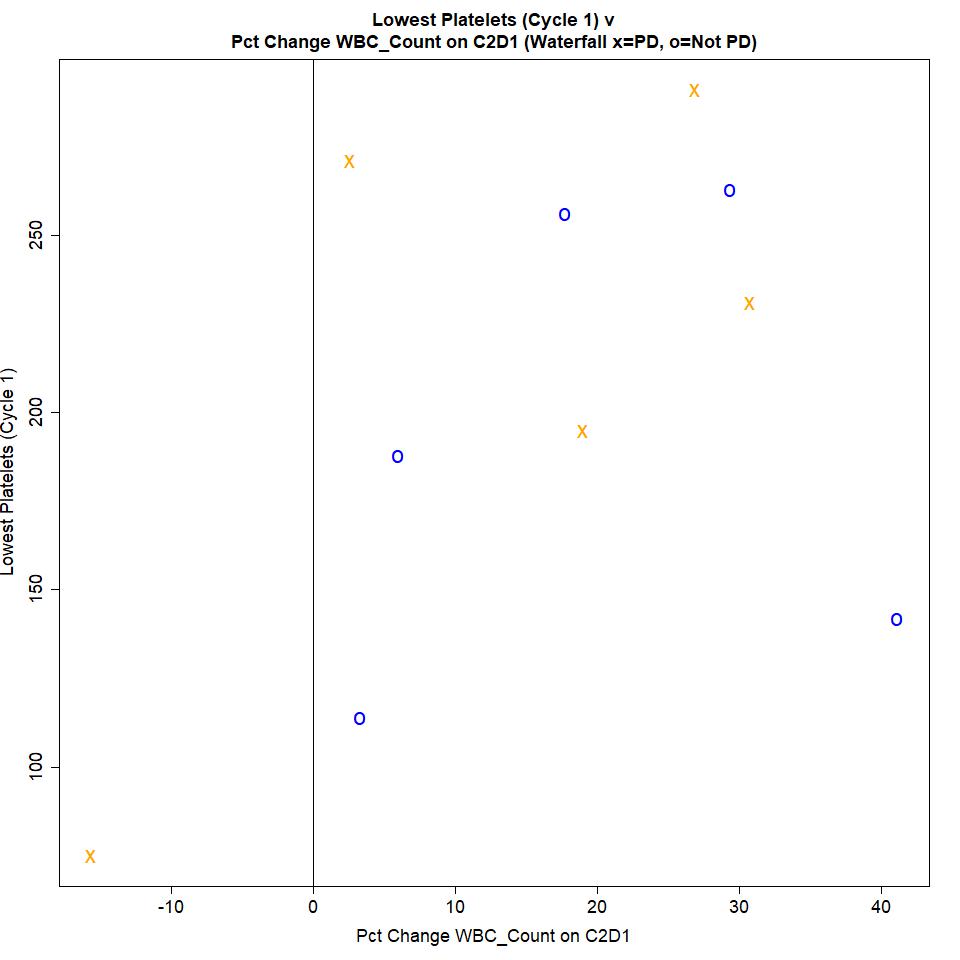 Lowest Platelets (Cycle 1) v
Pct Change WBC_Count on C2D1 (Waterfall x=PD, o=Not PD)
Lowest Platelets (Cycle 1)
250
200
150
100
X
X
O
O
X
X
O
O
O
X
-10 0 10 20 30 40
Pct Change WBC_Count on C2D1